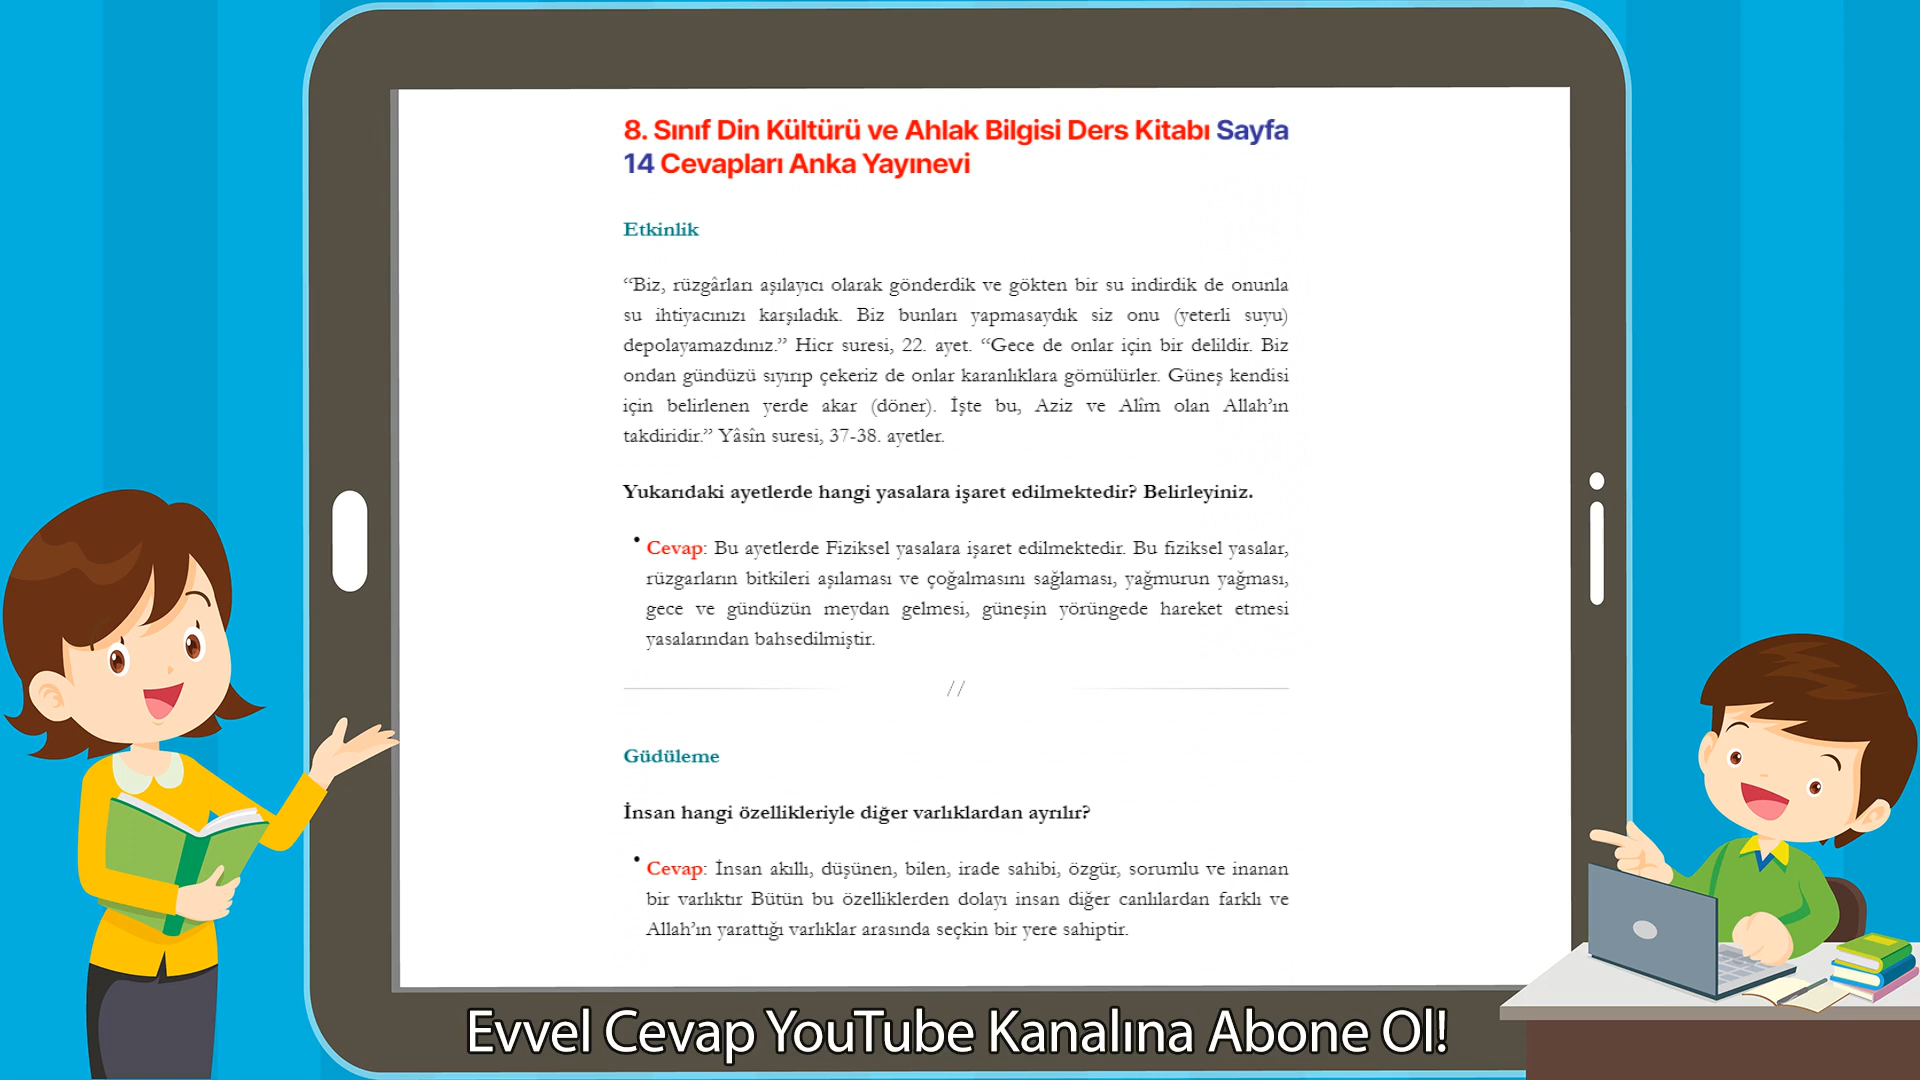 8. Sınıf Din Kültürü ve Ahlak Bilgisi Ders Kitabı Sayfa
14 Cevapları Anka Yayınevi
Etkinlik
“Biz, rüzgârları aşılayıcı olarak gönderdik ve gökten bir su indirdik de onunla
su ihtiyacınızı karşıladık. Biz bunları yapmasaydık siz onu (yeterli suyu)
depolayamazdınız.” Hicr suresi, 22. ayet. “Gece de onlar için bir delildir. Biz
ondan gündüzü sıyırıp çekeriz de onlar karanlıklara gömülürler. Güneş kendisi
için belirlenen yerde akar (döner). İşte bu, Aziz ve Alîm olan Allah’ın
takdiridir.” Yâsîn suresi, 37-38. ayetler.
Yukarıdaki ayetlerde hangi yasalara işaret edilmektedir? Belirleyiniz.
• Cevap: Bu ayetlerde Fiziksel yasalara işaret edilmektedir. Bu fiziksel yasalar,
rüzgarların bitkileri aşılaması ve çoğalmasını sağlaması, yağmurun yağması,
gece ve gündüzün meydan gelmesi, güneşin yörüngede hareket etmesi
yasalarından bahsedilmiştir.
//
Güdüleme
İnsan hangi özellikleriyle diğer varlıklardan ayrılır?
• Cevap: İnsan akıllı, düşünen, bilen, irade sahibi, özgür, sorumlu ve inanan
bir varlıktır Bütün bu özelliklerden dolayı insan diğer canlılardan farklı ve
Allah’ın yarattığı varlıklar arasında seçkin bir yere sahiptir.
Evvel Cevap YouTube Kanalına Abone Ol!